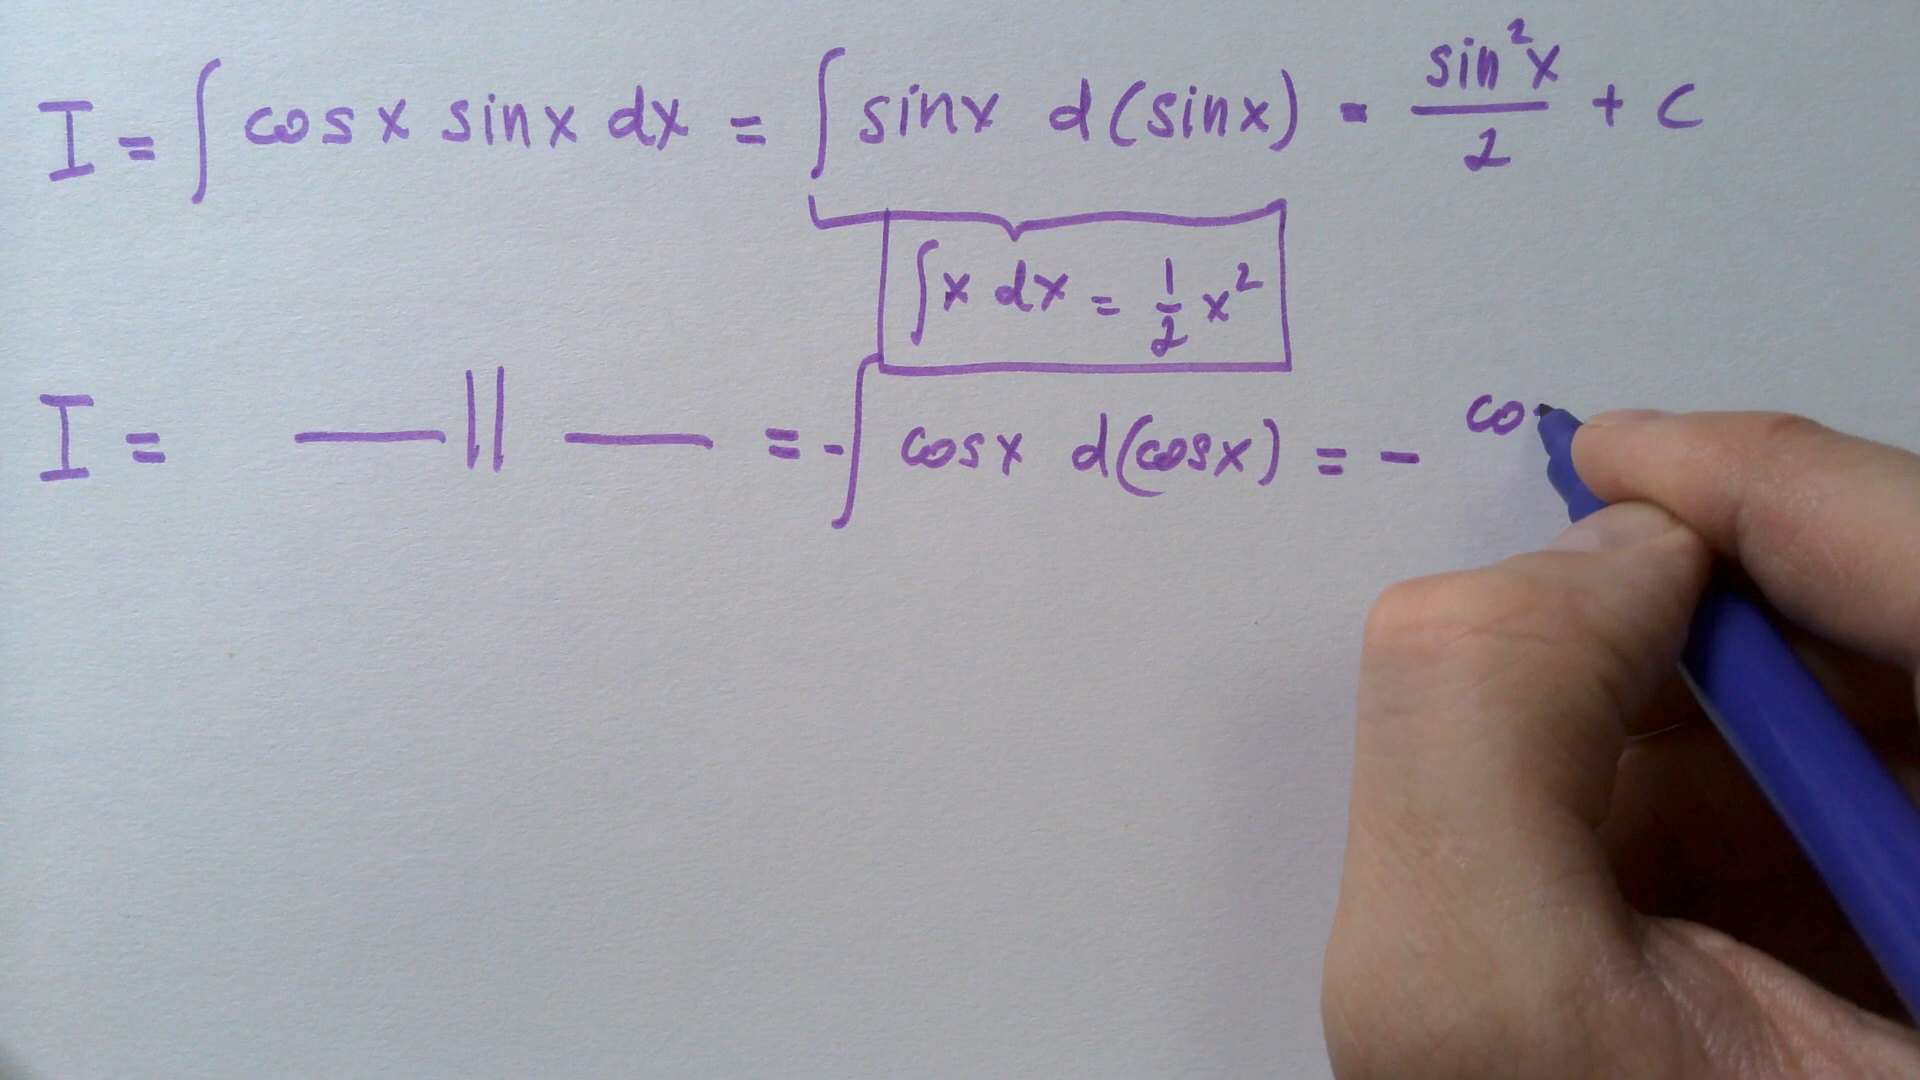 I = ∫ cos x sin x dx = ∫ sin x d(sin x) = sin²x / 2 + C
∫ x dx = 1/2 x²
I = —||— = -∫ cos x d(cos x) = - co